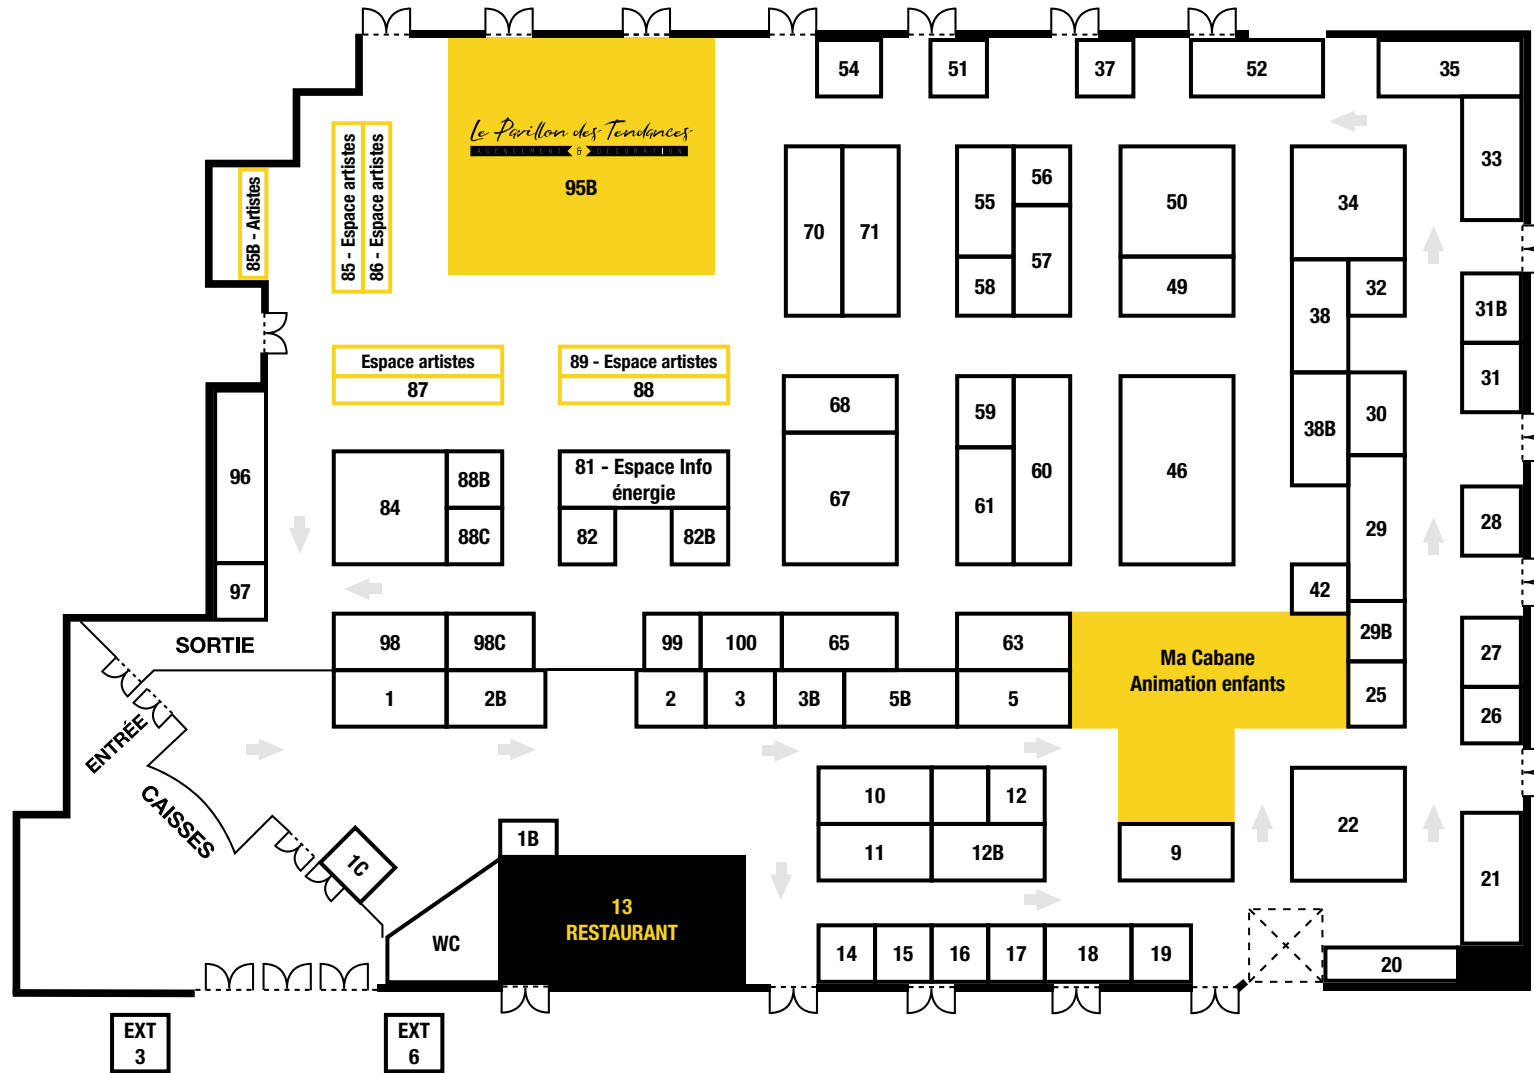 54
51
37
52
35
Le Pavillon des Tendances
AGENCEMENT & DÉCORATION
95B
85B - Artistes
85 - Espace artistes
86 - Espace artistes
70
71
55
56
57
58
50
49
34
33
38
32
31B
31
Espace artistes
87
89 - Espace artistes
88
68
67
59
60
61
46
38B
30
29
28
96
97
84
88B
88C
81 - Espace Info
énergie
82
82B
42
29B
25
27
26
SORTIE
98
98C
99
100
65
63
Ma Cabane
Animation enfants
1
2B
2
3
3B
5B
5
ENTRÉE
CAISSES
1C
1B
10
12
11
12B
9
22
21
WC
13
RESTAURANT
14
15
16
17
18
19
20
EXT
3
EXT
6